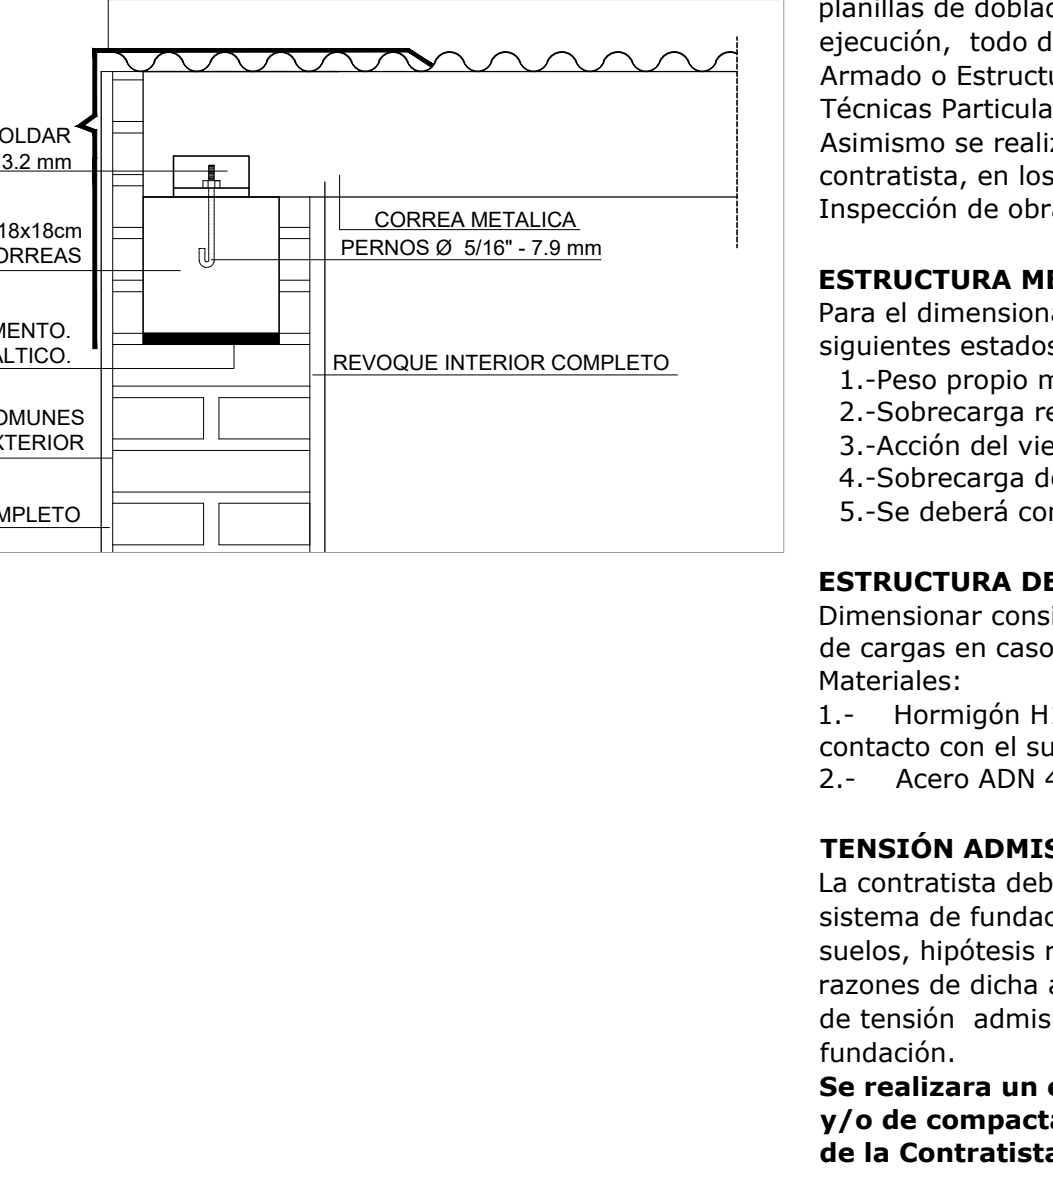 OLDAR
3.2 mm
18x18cm
ORREAS
MENTO.
ALTICO.
OMUNES
XTERIOR
MPLETO
CORREA METALICA
PERNOS Ø 5/16" - 7.9 mm
REVOQUE INTERIOR COMPLETO
planillas de doblad
ejecución, todo d
Armado o Estructu
Técnicas Particula
Asimismo se realiz
contratista, en los
Inspección de obra
ESTRUCTURA ME
Para el dimensiona
siguientes estados
1.-Peso propio m
2.-Sobrecarga re
3.-Acción del vie
4.-Sobrecarga de
5.-Se deberá con
ESTRUCTURA DE
Dimensionar consi
de cargas en caso
Materiales:
1.- Hormigón H
contacto con el su
2.- Acero ADN 4
TENSIÓN ADMIS
La contratista deb
sistema de fundac
suelos, hipótesis
razones de dicha a
de tensión admis
fundación.
Se realizara un e
y/o de compacta
de la Contratista